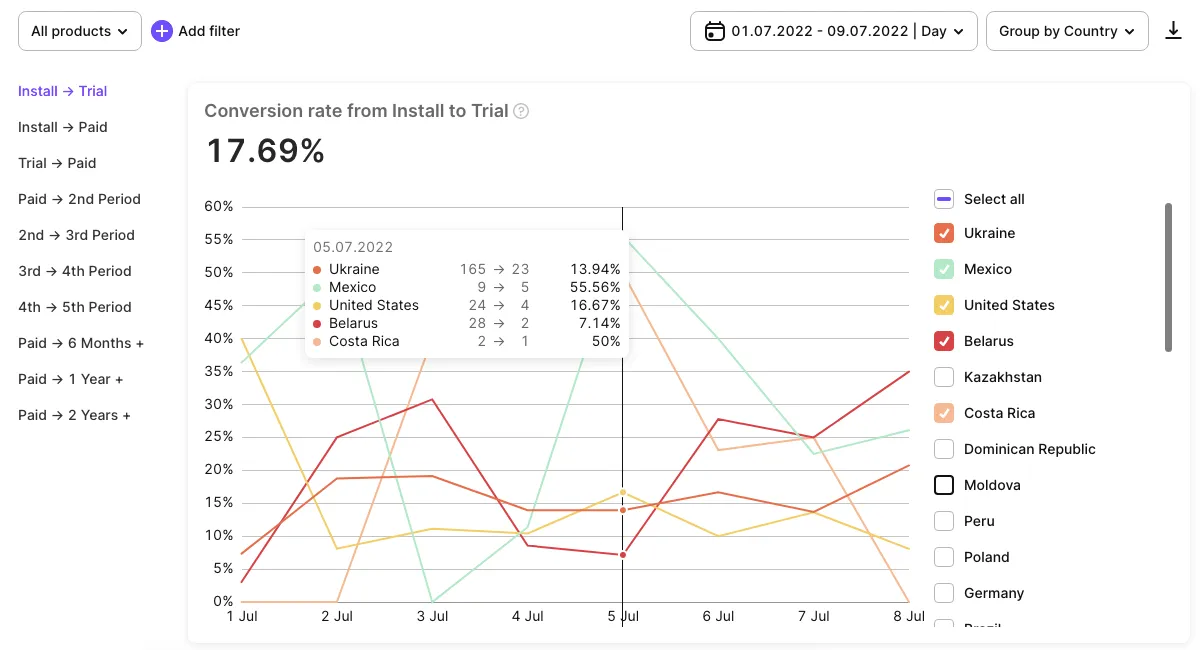 All products
Add filter
01.07.2022 - 09.07.2022 | Day
Group by Country
Install → Trial
Install → Paid
Trial → Paid
Paid → 2nd Period
2nd → 3rd Period
3rd → 4th Period
4th → 5th Period
Paid → 6 Months +
Paid → 1 Year +
Paid → 2 Years +
Conversion rate from Install to Trial ?
17.69%
60%
55%
50%
45%
40%
35%
30%
25%
20%
15%
10%
5%
0%
1 Jul 2 Jul 3 Jul 4 Jul 5 Jul 6 Jul 7 Jul 8 Jul
05.07.2022
Ukraine 165 → 23 13.94%
Mexico 9 → 5 55.56%
United States 24 → 4 16.67%
Belarus 28 → 2 7.14%
Costa Rica 2 → 1 50%
Select all
Ukraine
Mexico
United States
Belarus
Kazakhstan
Costa Rica
Dominican Republic
Moldova
Peru
Poland
Germany